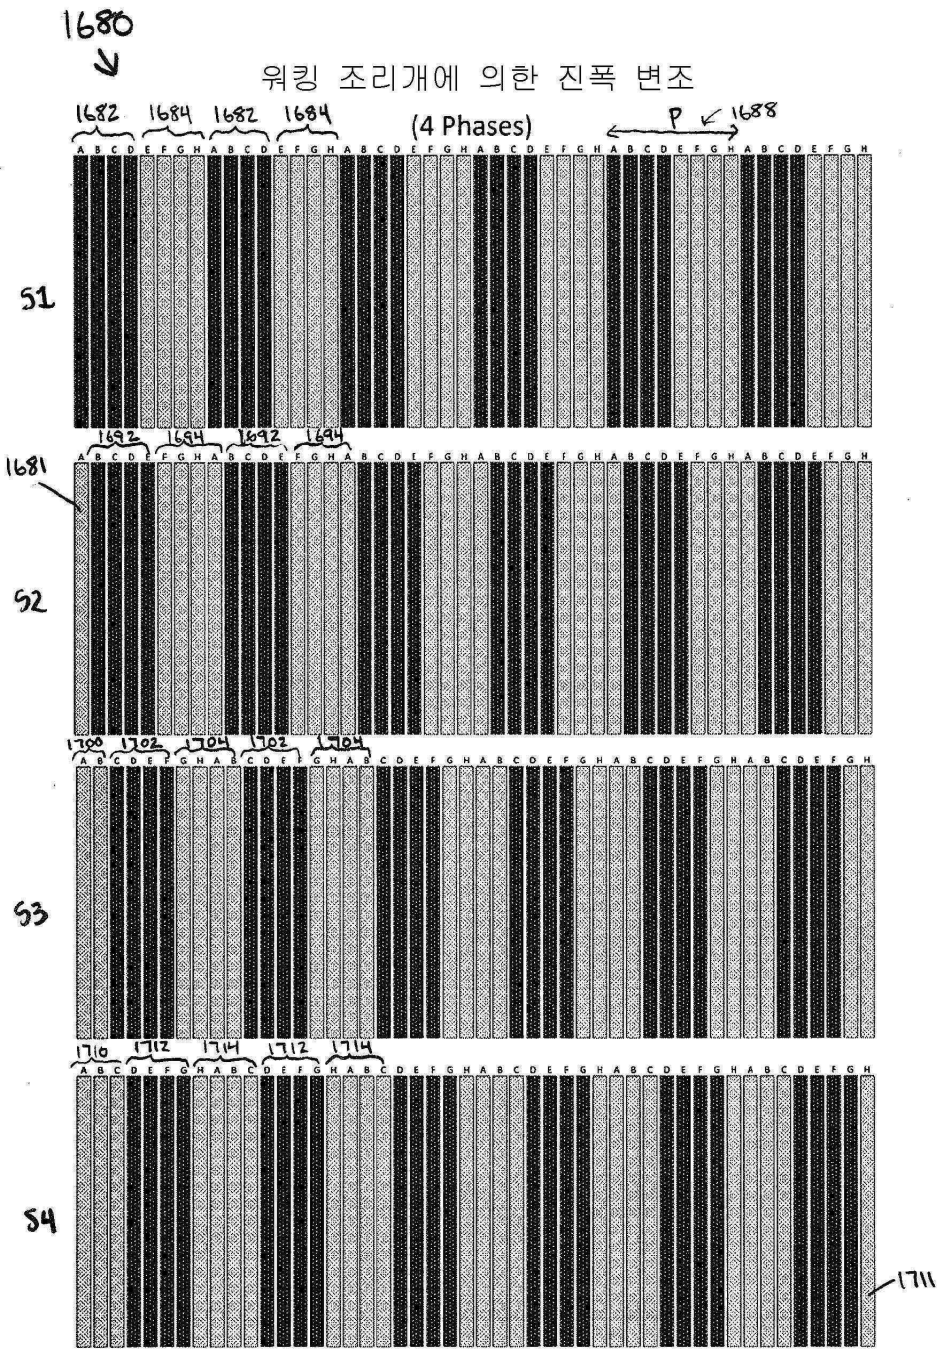 1680
워킹 조리개에 의한 진폭 변조
1682 1684 1682 1684 (4 Phases) P 1688
A B C D E F G H A B C D E F G H A B C D E F G H A B C D E F G H A B C D E F G H A B C D E F G H
S1
1692 1694 1692 1694
A B C D E F G H A B C D E F G H A B C D E F G H A B C D E F G H A B C D E F G H A B C D E F G H
1681
S2
1700 1702 1704 1702 1704
A B C D E F G H A B C D E F G H A B C D E F G H A B C D E F G H A B C D E F G H A B C D E F G H
S3
1710 1712 1714 1712 1714
A B C D E F G H A B C D E F G H A B C D E F G H A B C D E F G H A B C D E F G H A B C D E F G H
S4
1711